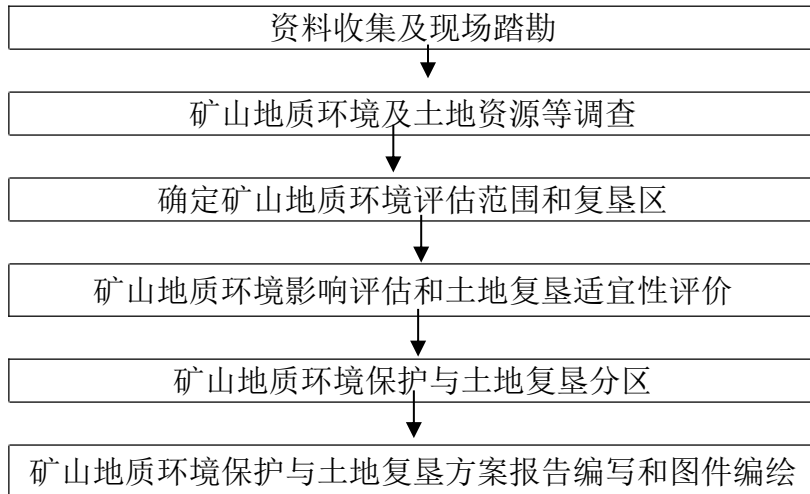 资料收集及现场踏勘
矿山地质环境及土地资源等调查
确定矿山地质环境评估范围和复垦区
矿山地质环境影响评估和土地复垦适宜性评价
矿山地质环境保护与土地复垦分区
矿山地质环境保护与土地复垦方案报告编写和图件编绘